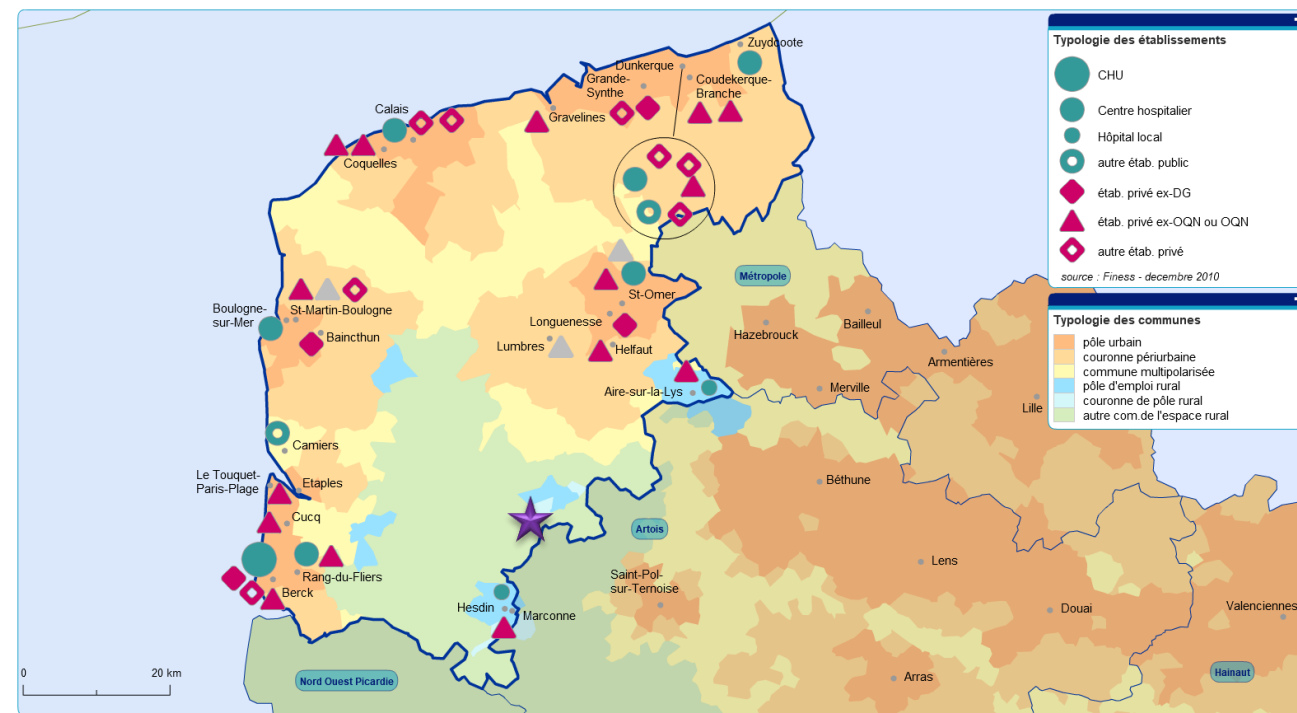 Zuydcoote
Dunkerque
Grande-
Synthe
Coudekerque-
Branche
Calais
Gravelines
Coquelles
Métropole
St-Martin-Boulogne
Boulogne-
sur-Mer
Baincthun
St-Omer
Longuenesse
Lumbres
Helfaut
Hazebrouck
Bailleul
Armentières
Aire-sur-la-Lys
Merville
Lille
Camiers
Le Touquet-
Paris-Plage
Etaples
Cucq
Béthune
Artois
Rang-du-Fliers
Berck
Saint-Pol-
sur-Ternoise
Lens
Hesdin
Marconne
Douai
Valenciennes
0
20 km
Nord Ouest Picardie
Arras
Hainaut
Typologie des établissements
CHU
Centre hospitalier
Hôpital local
autre étab. public
étab. privé ex-DG
étab. privé ex-OQN ou OQN
autre étab. privé
source : Finess - decembre 2010
Typologie des communes
pôle urbain
couronne périurbaine
commune multipolarisée
pôle d'emploi rural
couronne de pôle rural
autre com.de l'espace rural